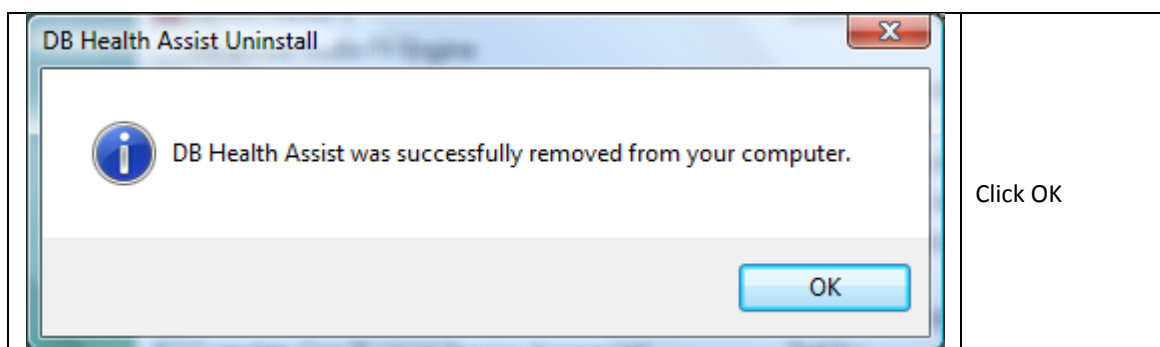 DB Health Assist Uninstall
DB Health Assist was successfully removed from your computer.
Click OK
OK